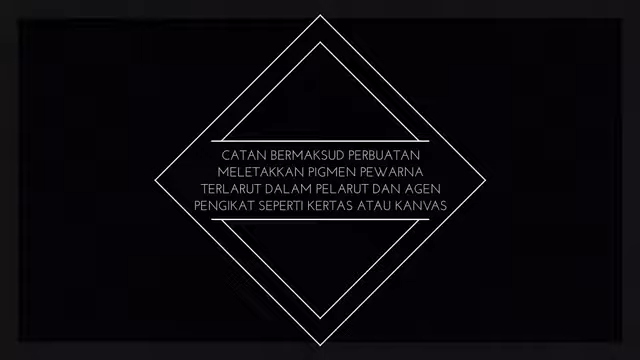 CATAN BERMAKSUD PERBUATAN
MELETAKKAN PIGMEN PEWARNA
TERLARUT DALAM PELARUT DAN AGEN
PENGIKAT SEPERTI KERTAS ATAU KANVAS